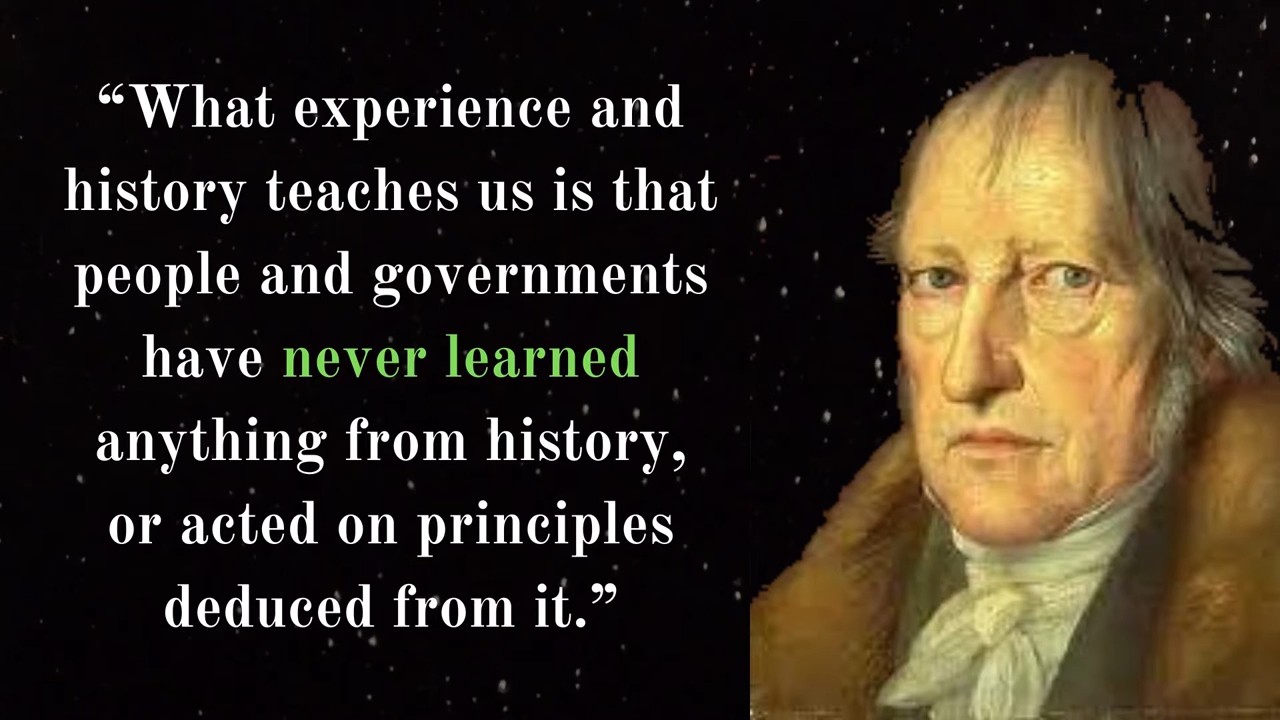 “What experience and
history teaches us is that
people and governments
have never learned
anything from history,
or acted on principles
deduced from it.”